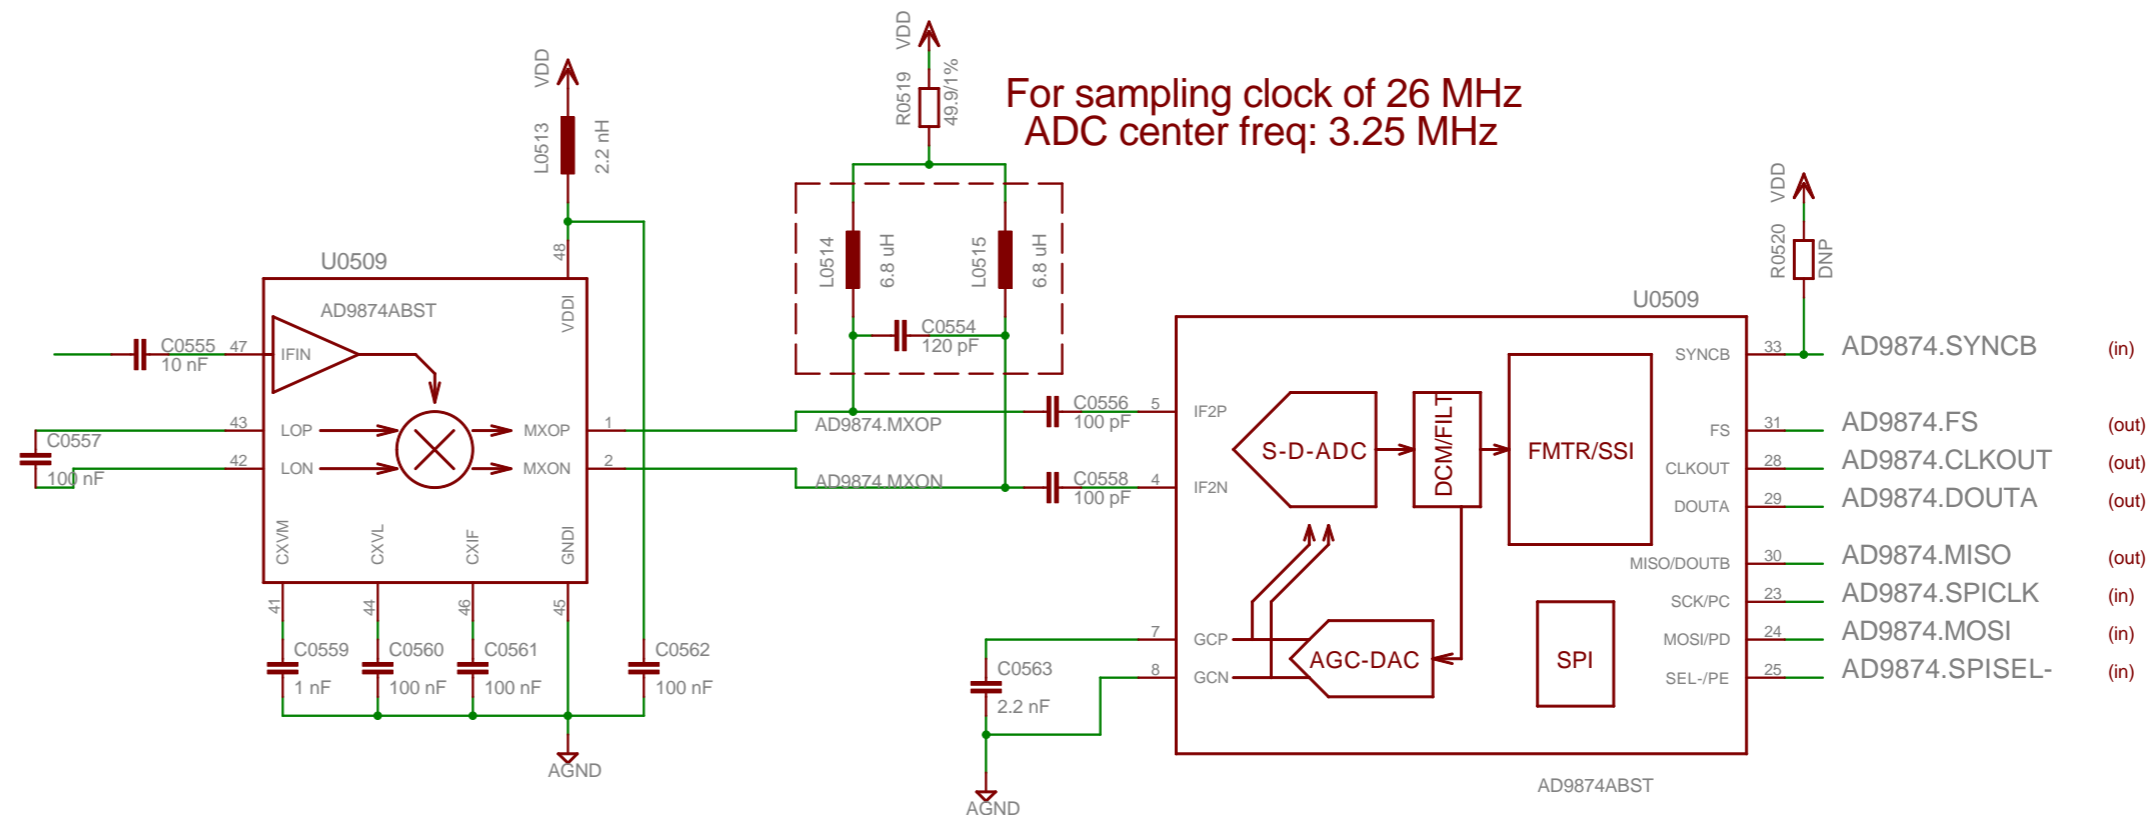 For sampling clock of 26 MHz
ADC center freq: 3.25 MHz
VDD
L0513
2.2 nH
VDD
R0519
49.9/1%
L0514
6.8 uH
L0515
6.8 uH
C0554
120 pF
VDD
R0520
DNP
U0509
AD9874ABST
48
VDDI
C0555
10 nF
47
IFIN
C0557
100 nF
43
LOP
42
LON
MXOP
1
MXON
2
AD9874.MXOP
AD9874.MXON
CXVM
CXVL
CXIF
GNDI
41
44
46
45
C0559
1 nF
C0560
100 nF
C0561
100 nF
C0562
100 nF
AGND
C0556
100 pF
5
IF2P
C0558
100 pF
4
IF2N
U0509
S-D-ADC
DCM/FILT
FMTR/SSI
AGC-DAC
SPI
7
GCP
8
GCN
C0563
2.2 nF
AGND
SYNCB
33
AD9874.SYNCB
(in)
FS
31
AD9874.FS
(out)
CLKOUT
28
AD9874.CLKOUT
(out)
DOUTA
29
AD9874.DOUTA
(out)
MISO/DOUTB
30
AD9874.MISO
(out)
SCK/PC
23
AD9874.SPICLK
(in)
MOSI/PD
24
AD9874.MOSI
(in)
SEL-/PE
25
AD9874.SPISEL-
(in)
AD9874ABST